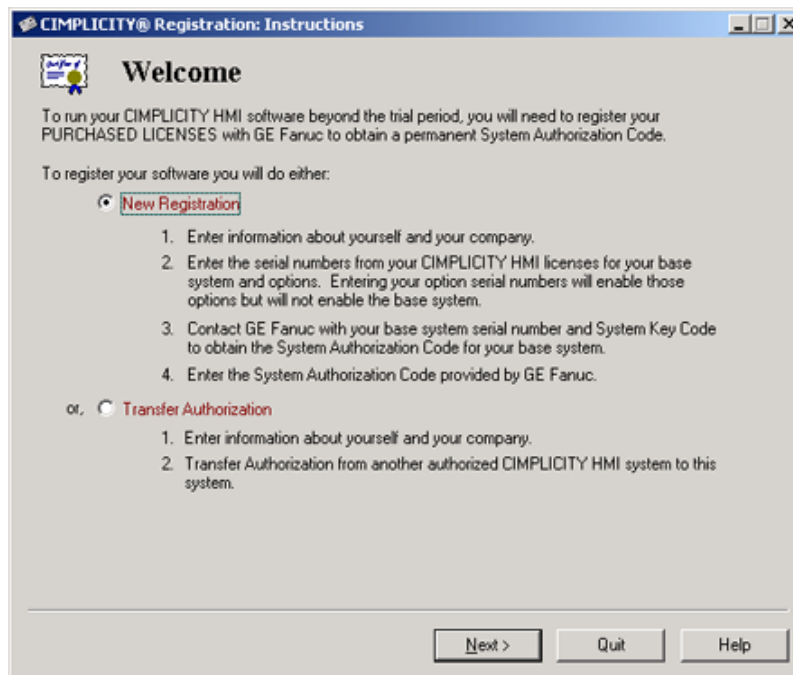 CIMPLICITY® Registration: Instructions
Welcome
To run your CIMPLICITY HMI software beyond the trial period, you will need to register your
PURCHASED LICENSES with GE Fanuc to obtain a permanent System Authorization Code.
To register your software you will do either:
New Registration
1. Enter information about yourself and your company.
2. Enter the serial numbers from your CIMPLICITY HMI licenses for your base
system and options. Entering your option serial numbers will enable those
options but will not enable the base system.
3. Contact GE Fanuc with your base system serial number and System Key Code
to obtain the System Authorization Code for your base system.
4. Enter the System Authorization Code provided by GE Fanuc.
or, Transfer Authorization
1. Enter information about yourself and your company.
2. Transfer Authorization from another authorized CIMPLICITY HMI system to this
system.
Next > Quit Help